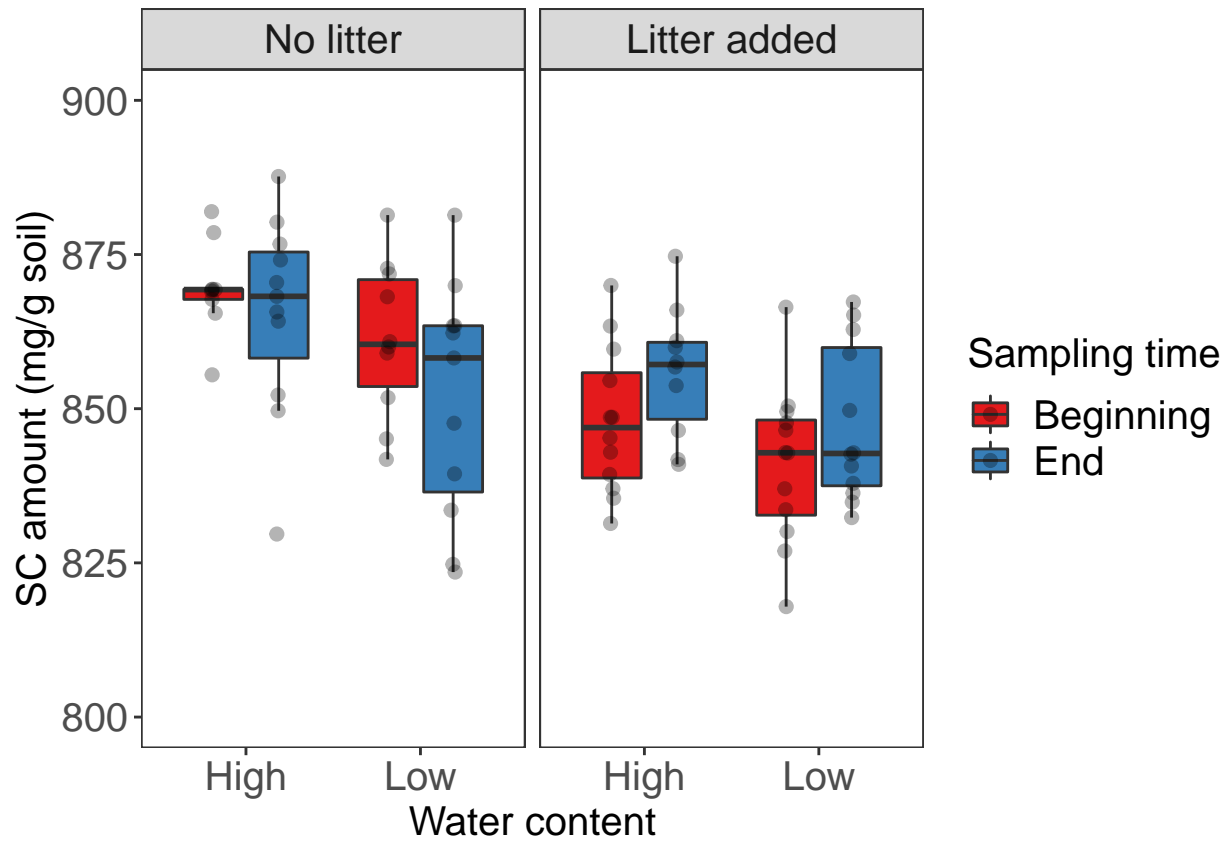 No litter
Litter added
SC amount (mg/g soil)
900
875
850
825
800
High
Low
High
Low
Water content
Sampling time
Beginning
End